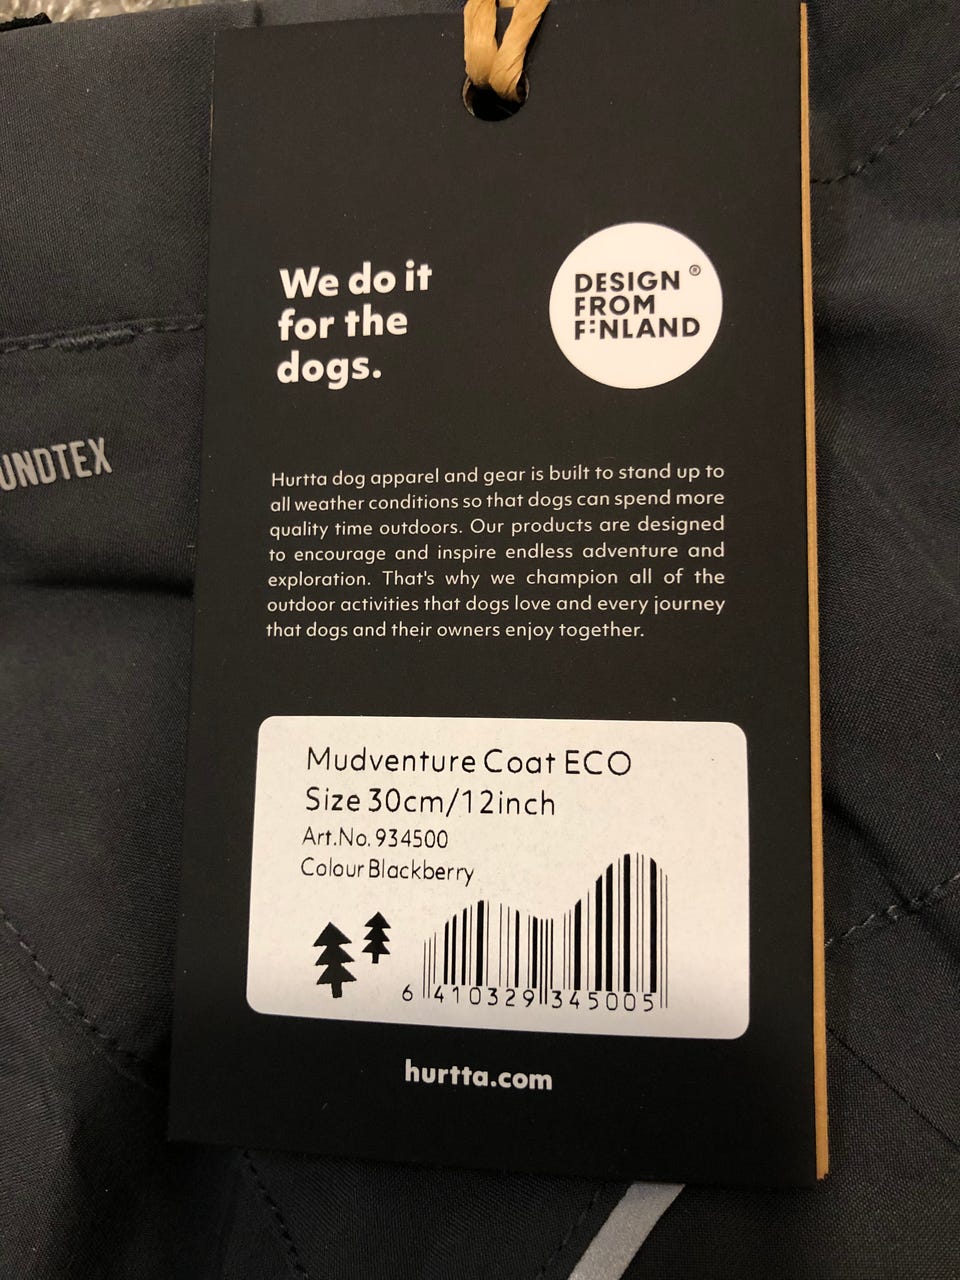 We do it
for the
dogs.
DESIGN ®
FROM
FINLAND
UNDTEX
Hurtta dog apparel and gear is built to stand up to
all weather conditions so that dogs can spend more
quality time outdoors. Our products are designed
to encourage and inspire endless adventure and
exploration. That's why we champion all of the
outdoor activities that dogs love and every journey
that dogs and their owners enjoy together.
Mudventure Coat ECO
Size 30cm/12inch
Art.No. 934500
Colour Blackberry
6 410329 345005
hurtta.com